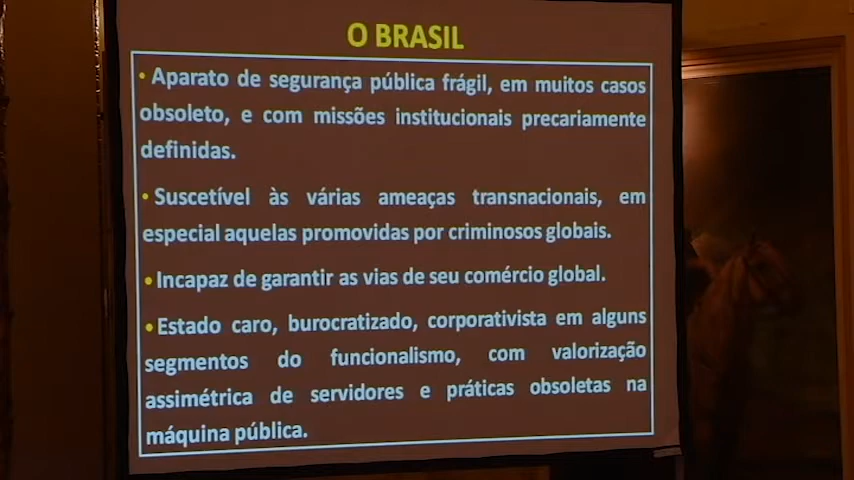 O BRASIL
• Aparato de segurança pública frágil, em muitos casos
obsoleto, e com missões institucionais precariamente
definidas.
• Suscetível às várias ameaças transnacionais, em
especial aquelas promovidas por criminosos globais.
• Incapaz de garantir as vias de seu comércio global.
• Estado caro, burocratizado, corporativista em alguns
segmentos do funcionalismo, com valorização
assimétrica de servidores e práticas obsoletas na
máquina pública.